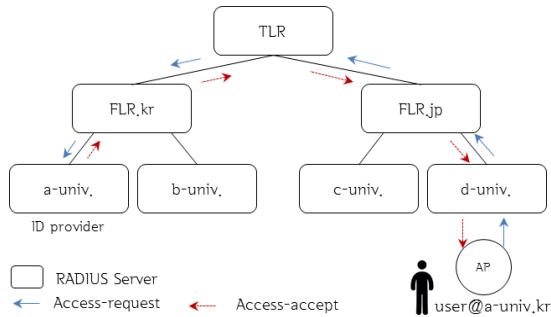 TLR
FLR.kr
FLR.jp
a-univ.
b-univ.
c-univ.
d-univ.
ID provider
AP
RADIUS Server
user@a-univ.kr
Access-request
Access-accept